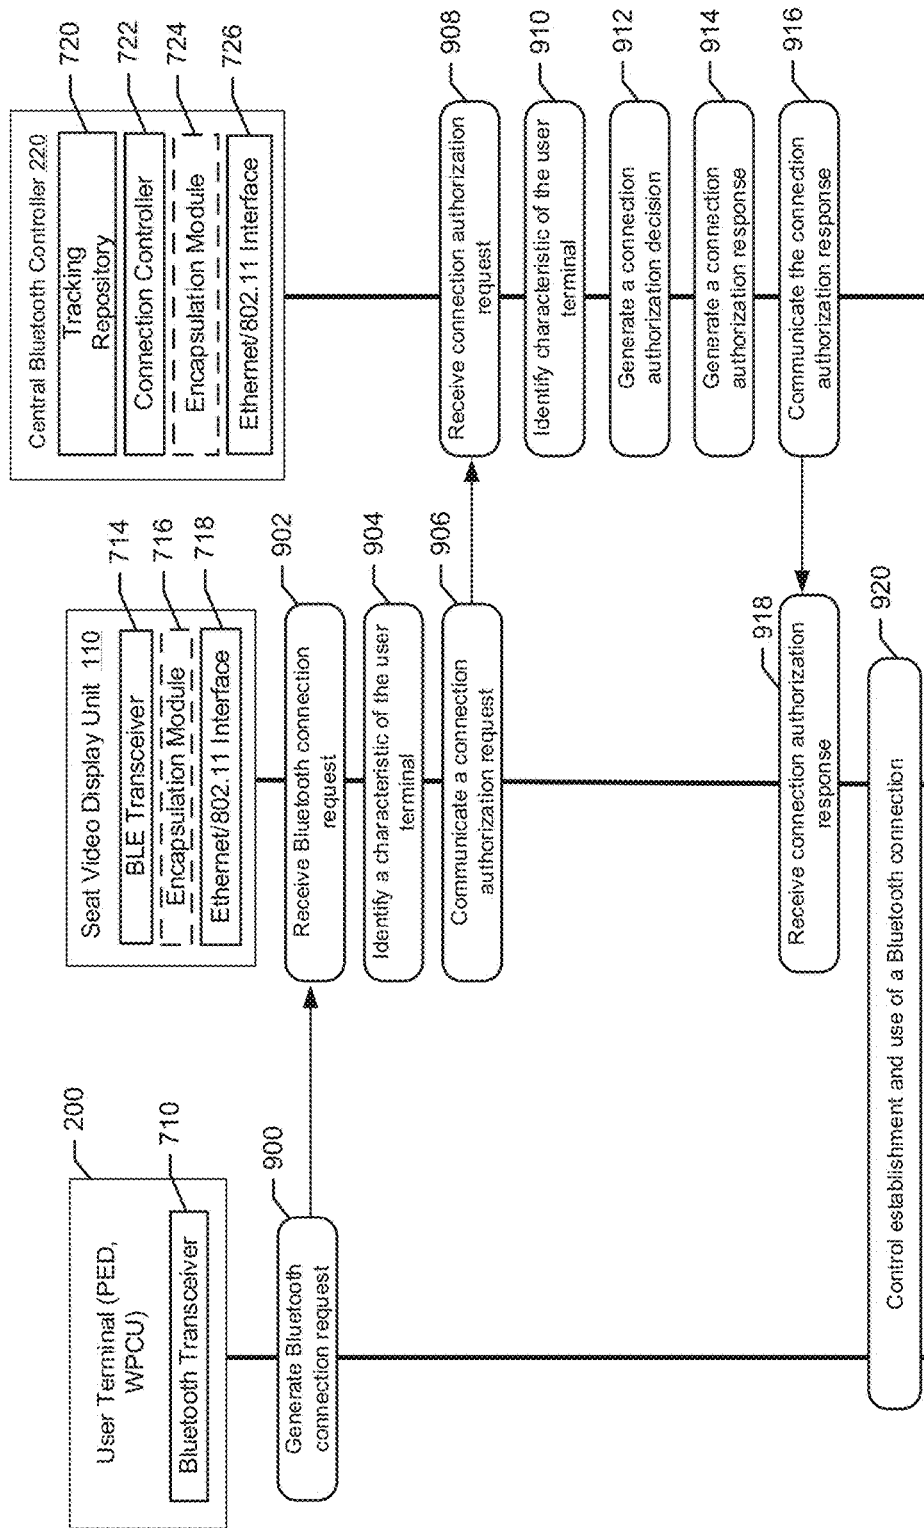 User Terminal (PED,
WPCU)
200
Bluetooth Transceiver
710
Seat Video Display Unit 110
BLE Transceiver
714
Encapsulation Module
716
Ethernet/802.11 Interface
718
Central Bluetooth Controller 220
Tracking
Repository
720
Connection Controller
722
Encapsulation Module
724
Ethernet/802.11 Interface
726
Generate Bluetooth
connection request
900
Receive Bluetooth connection
request
902
Identify a characteristic of the user
terminal
904
Communicate a connection
authorization request
906
Receive connection authorization
request
908
Identify characteristic of the user
terminal
910
Generate a connection
authorization decision
912
Generate a connection
authorization response
914
Communicate the connection
authorization response
916
Receive connection authorization
response
918
Control establishment and use of a Bluetooth connection
920